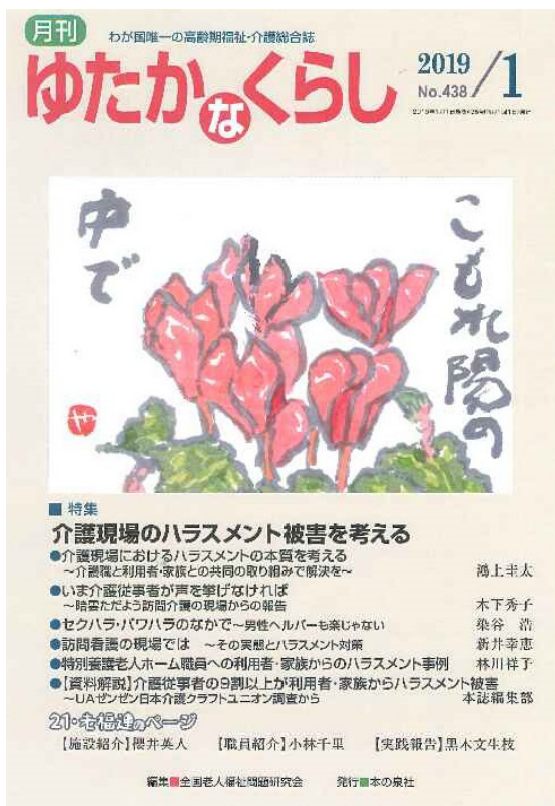 月刊
わが国唯一の高齢期福祉・介護総合誌
ゆたかなくらし
2019/1
No.438
こもれ陽の
中で
や
■ 特集
介護現場のハラスメント被害を考える
●介護現場におけるハラスメントの本質を考える
～介護職と利用者・家族との共同の取り組みで解決を～ 鴻上圭太
●いま介護従事者が声を挙げなければ
～暗雲ただよう訪問介護の現場からの報告 木下秀子
●セクハラ・パワハラのなかで～男性ヘルパーも楽じゃない 染谷 浩
●訪問看護の現場では ～その実態とハラスメント対策 新井幸恵
●特別養護老人ホーム職員への利用者・家族からのハラスメント事例 林川祥子
●【資料解説】介護従事者の9割以上が利用者・家族からハラスメント被害
～UAゼンゼン日本介護クラフトユニオン調査から 本誌編集部
21・老福連のページ
【施設紹介】櫻井英人 【職員紹介】小林千里 【実践報告】黒木文生枝
編集■全国老人福祉問題研究会 発行■本の泉社